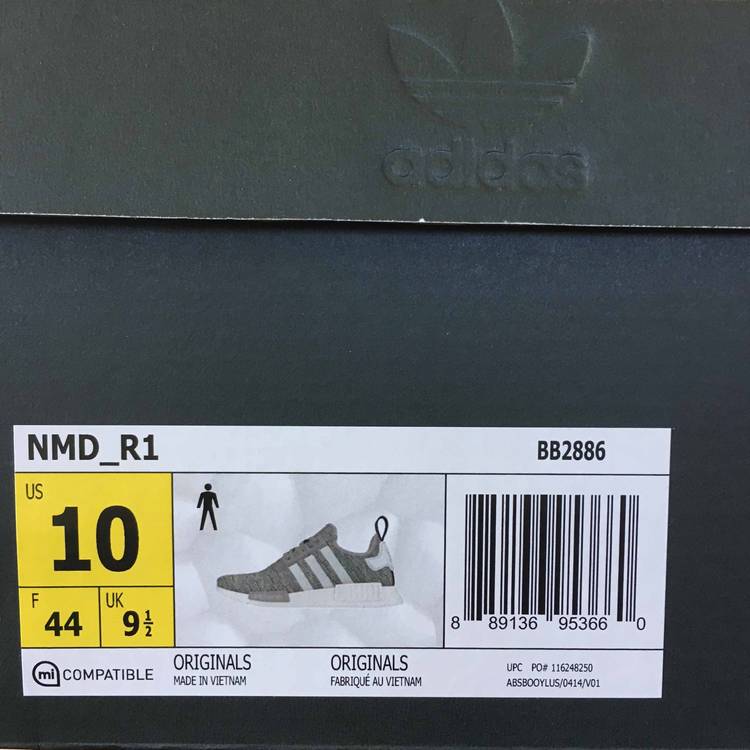 adidas
NMD_R1 BB2886
US
10
F
44
UK
9 1/2
8 89136 95366 0
mi COMPATIBLE
ORIGINALS
MADE IN VIETNAM
ORIGINALS
FABRIQUÉ AU VIETNAM
UPC PO# 116248250
ABSBOOYLUS/0414/V01